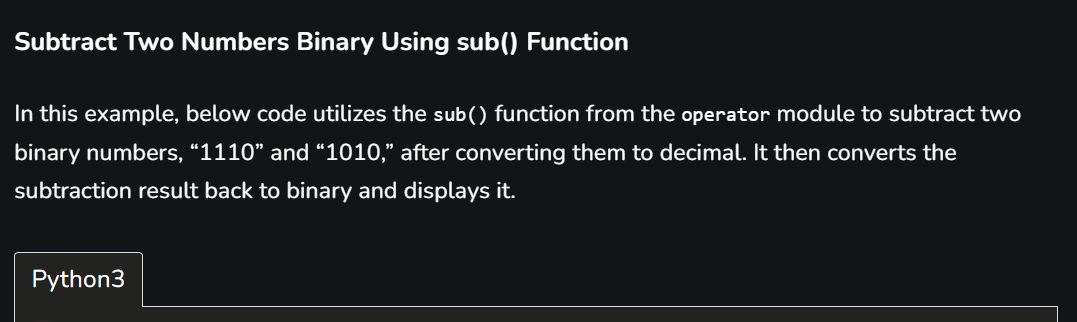 Subtract Two Numbers Binary Using sub() Function
In this example, below code utilizes the sub() function from the operator module to subtract two
binary numbers, “1110” and “1010,” after converting them to decimal. It then converts the
subtraction result back to binary and displays it.
Python3